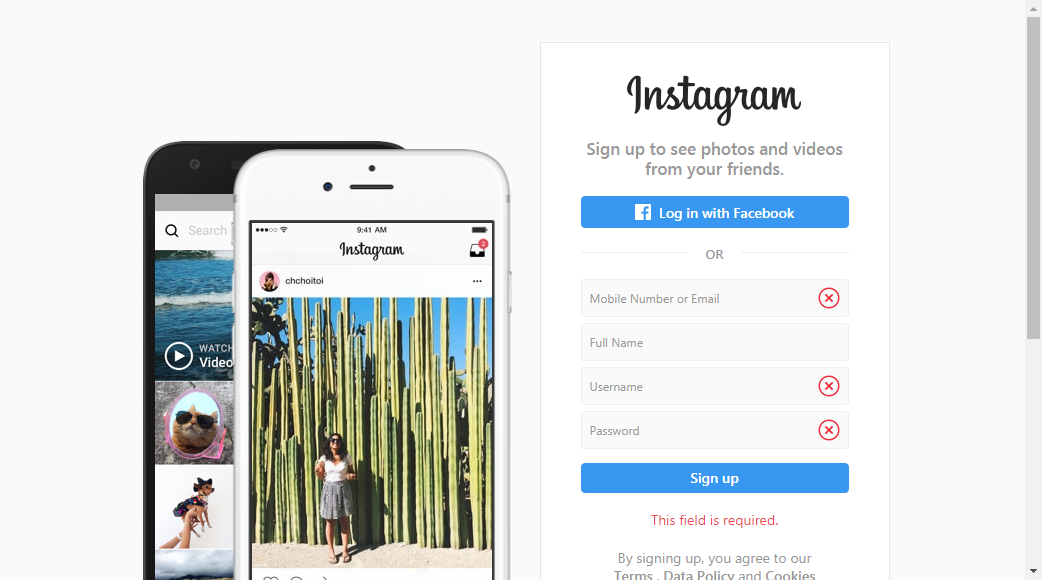 Instagram
Sign up to see photos and videos
from your friends.
Log in with Facebook
OR
Mobile Number or Email
Full Name
Username
Password
Sign up
This field is required.
By signing up, you agree to our
Terms , Data Policy and Cookies
Search
WATCH
Video
9:41 AM
Instagram
2
chchoitoi